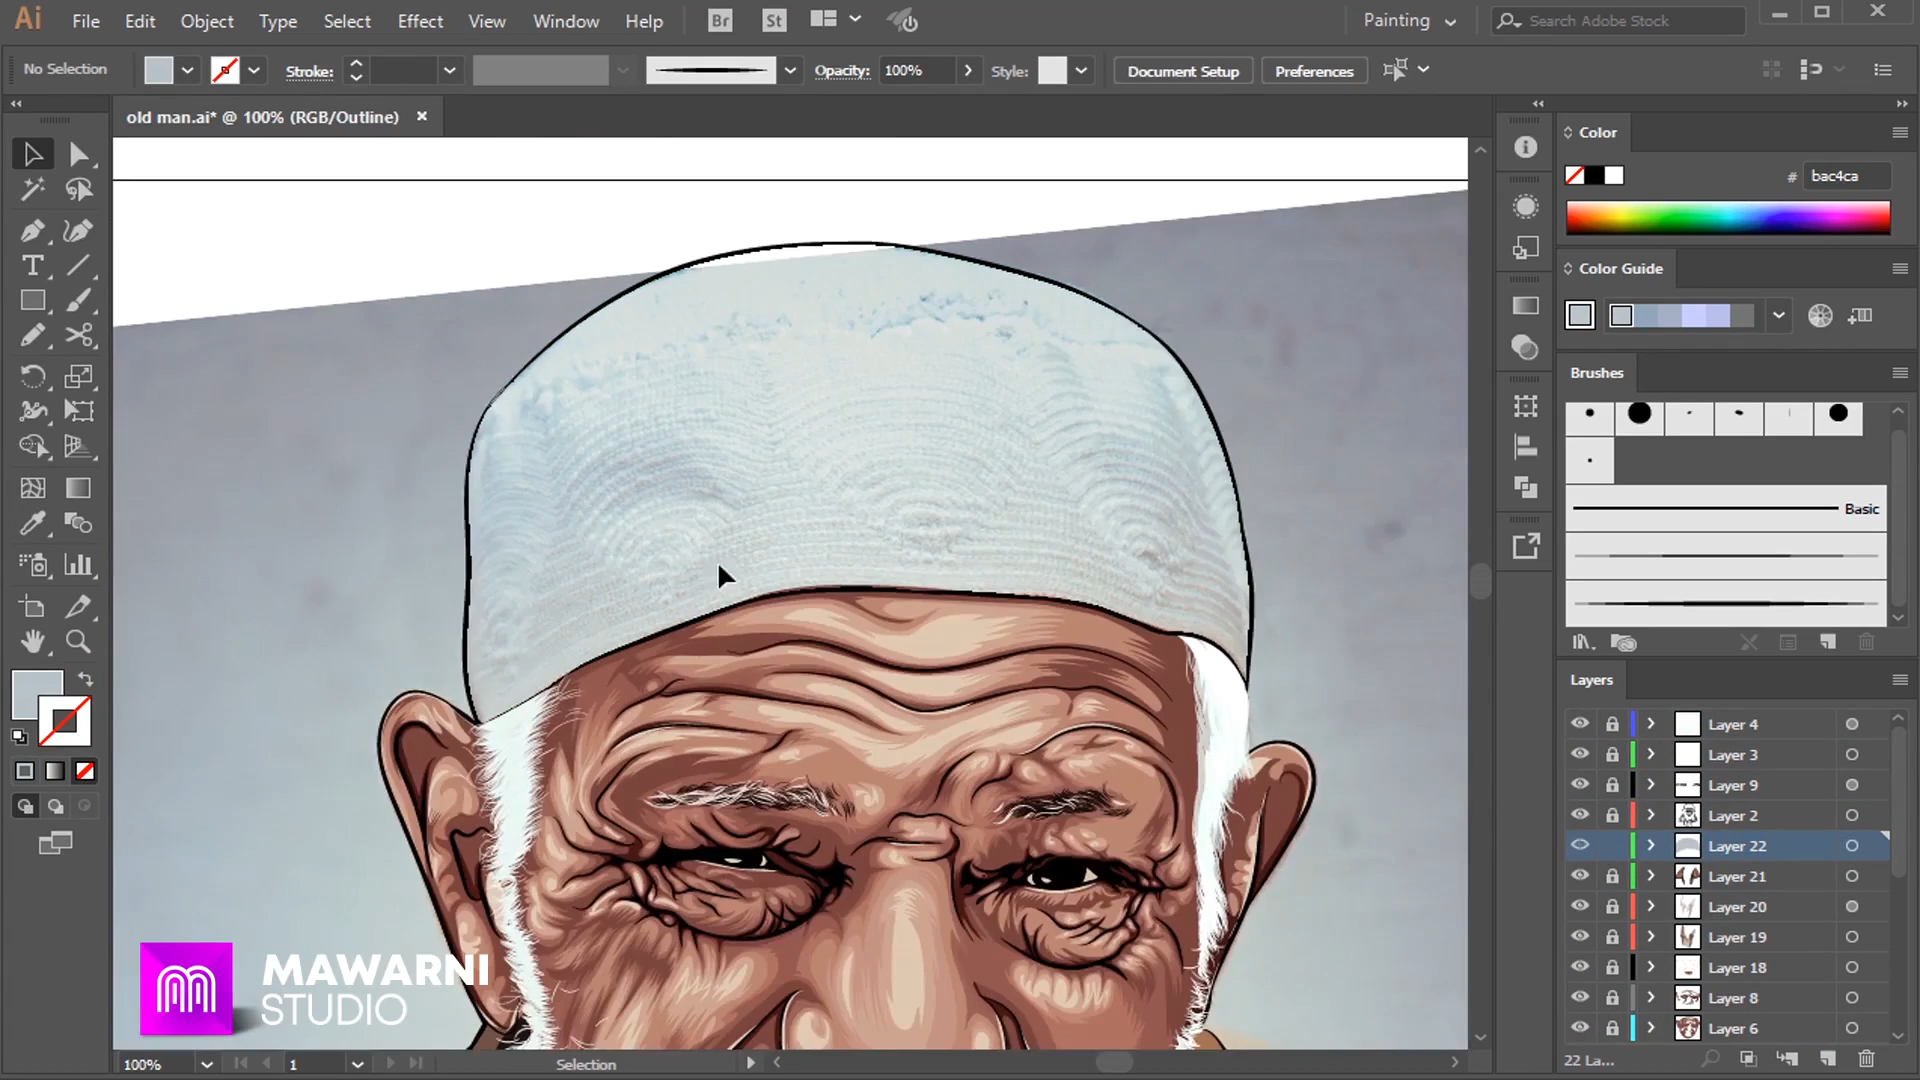 Ai File Edit Object Type Select Effect View Window Help Br St Painting Search Adobe Stock
No Selection Stroke: Opacity: 100% Style: Document Setup Preferences
old man.ai* @ 100% (RGB/Outline)
Color
# bac4ca
Color Guide
Brushes
Basic
Layers
Layer 4
Layer 3
Layer 9
Layer 2
Layer 22
Layer 21
Layer 20
Layer 19
Layer 18
Layer 8
Layer 6
22 La...
MAWARNI
STUDIO
100% 1 Selection